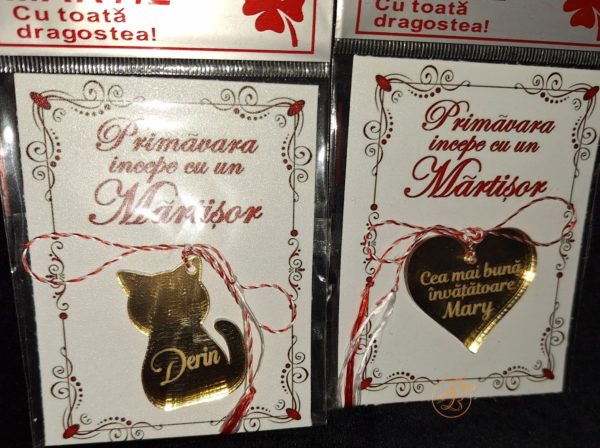 Cu toată
dragostea!
Primăvara
începe cu un
Mărțișor
Derin
Cu toată
dragostea!
Primăvara
începe cu un
Mărțișor
Cea mai bună
învățătoare
Mary